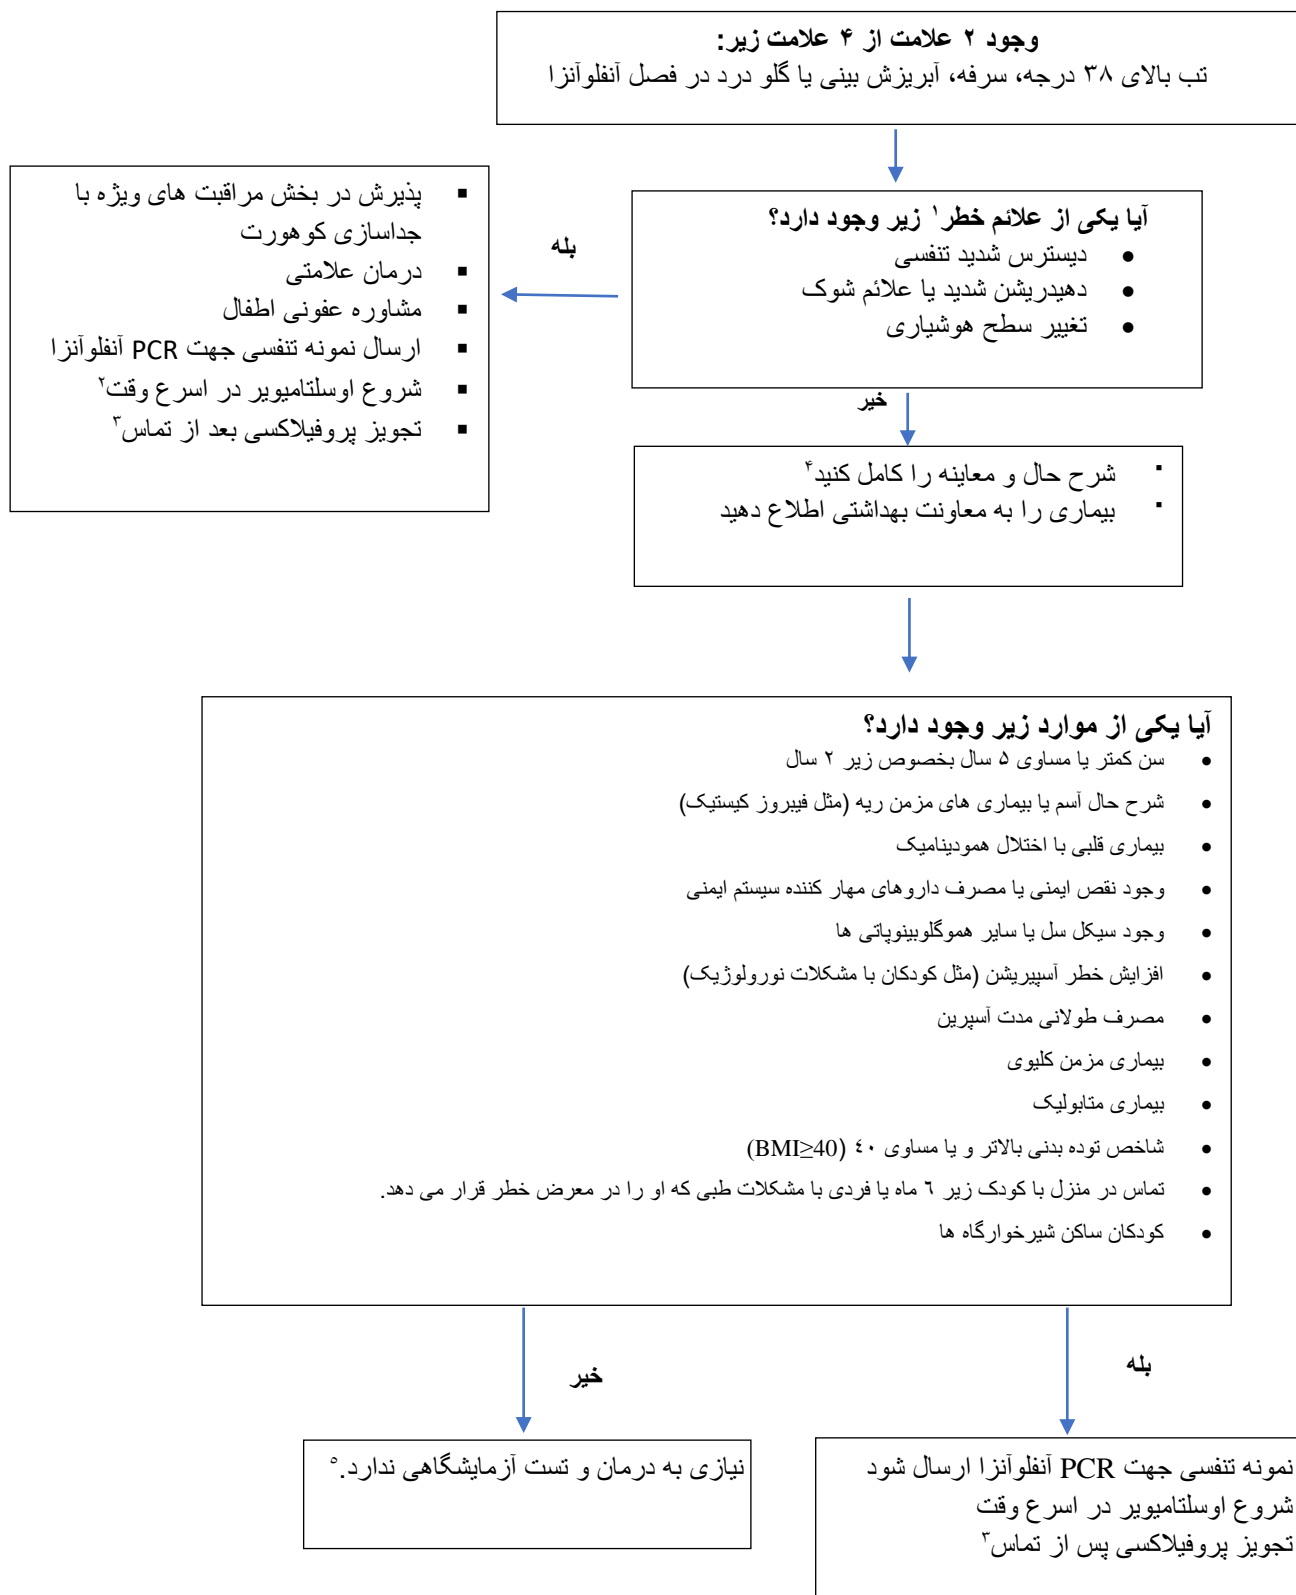 وجود ۲ علامت از ۴ علامت زیر:
تب بالای ۳۸ درجه، سرفه، آبریزش بینی یا گلو درد در فصل آنفلوآنزا
آیا یکی از علائم خطر۱ زیر وجود دارد؟
● دیسترس شدید تنفسی
● دهیدریشن شدید یا علائم شوک
● تغییر سطح هوشیاری
بله
▪ پذیرش در بخش مراقبت های ویژه با
جداسازی کوهورت
▪ درمان علامتی
▪ مشاوره عفونی اطفال
▪ ارسال نمونه تنفسی جهت PCR آنفلوآنزا
▪ شروع اوسلتامیویر در اسرع وقت۲
▪ تجویز پروفیلاکسی بعد از تماس۳
خیر
▪ شرح حال و معاینه را کامل کنید۴
▪ بیماری را به معاونت بهداشتی اطلاع دهید
آیا یکی از موارد زیر وجود دارد؟
● سن کمتر یا مساوی ۵ سال بخصوص زیر ۲ سال
● شرح حال آسم یا بیماری های مزمن ریه (مثل فیبروز کیستیک)
● بیماری قلبی با اختلال همودینامیک
● وجود نقص ایمنی یا مصرف داروهای مهار کننده سیستم ایمنی
● وجود سیکل سل یا سایر هموگلوبینوپاتی ها
● افزایش خطر آسپیریشن (مثل کودکان با مشکلات نورولوژیک)
● مصرف طولانی مدت آسپرین
● بیماری مزمن کلیوی
● بیماری متابولیک
● شاخص توده بدنی بالاتر و یا مساوی ٤٠ (BMI≥40)
● تماس در منزل با کودک زیر ٦ ماه یا فردی با مشکلات طبی که او را در معرض خطر قرار می دهد.
● کودکان ساکن شیرخوارگاه ها
بله
خیر
نمونه تنفسی جهت PCR آنفلوآنزا ارسال شود
شروع اوسلتامیویر در اسرع وقت
تجویز پروفیلاکسی پس از تماس۳
نیازی به درمان و تست آزمایشگاهی ندارد.۵